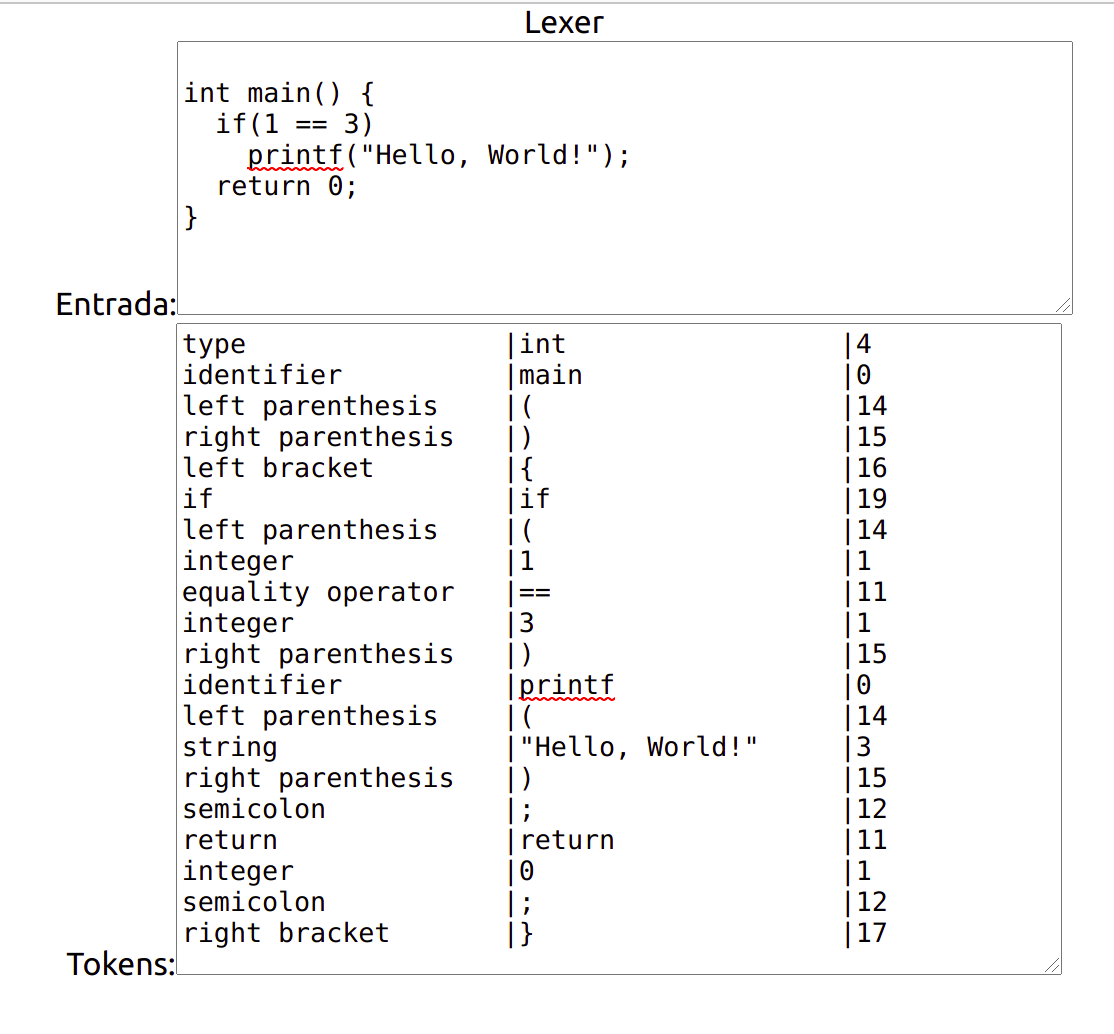 Lexer
int main() {
  if(1 == 3)
    printf("Hello, World!");
  return 0;
}
Entrada:
type                |int                 |4
identifier          |main                |0
left parenthesis    |(                   |14
right parenthesis   |)                   |15
left bracket        |{                   |16
if                  |if                  |19
left parenthesis    |(                   |14
integer             |1                   |1
equality operator   |==                  |11
integer             |3                   |1
right parenthesis   |)                   |15
identifier          |printf              |0
left parenthesis    |(                   |14
string              |"Hello, World!"     |3
right parenthesis   |)                   |15
semicolon           |;                   |12
return              |return              |11
integer             |0                   |1
semicolon           |;                   |12
right bracket       |}                   |17
Tokens: